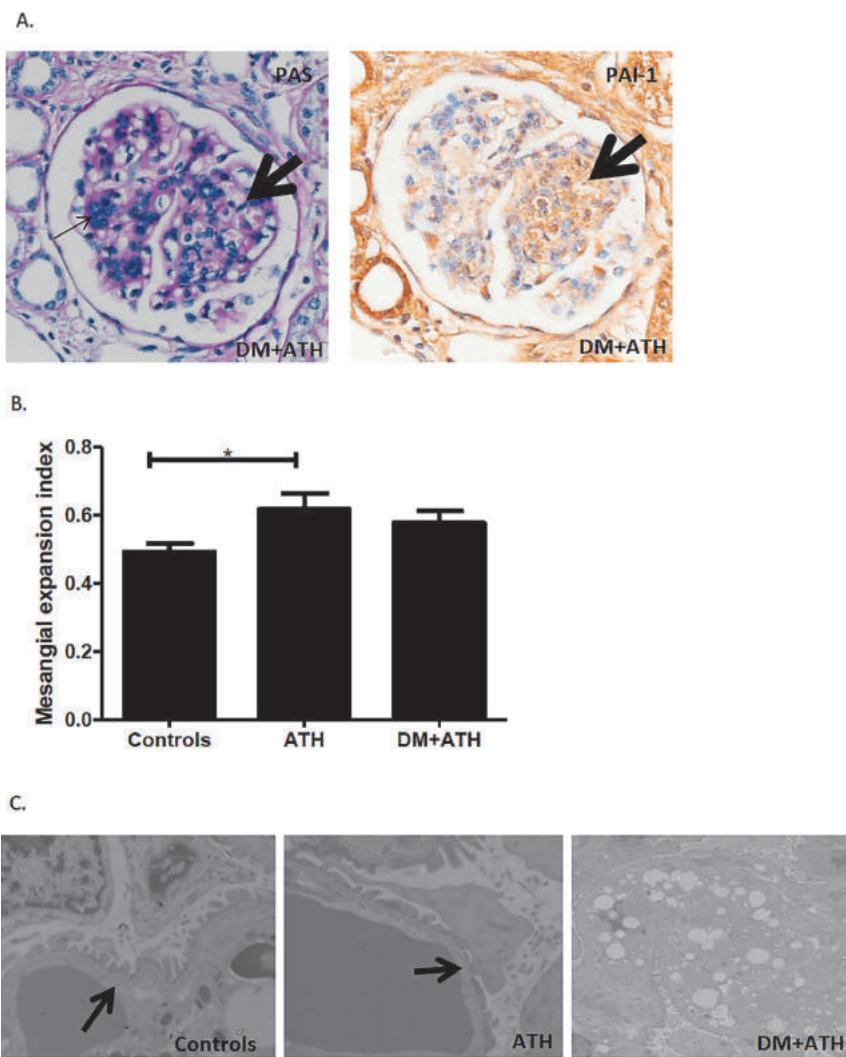 A.
PAS
PAI-1
DM+ATH
DM+ATH
B.
Mesangial expansion index
0.8
0.6
0.4
0.2
0.0
*
Controls
ATH
DM+ATH
C.
Controls
ATH
DM+ATH